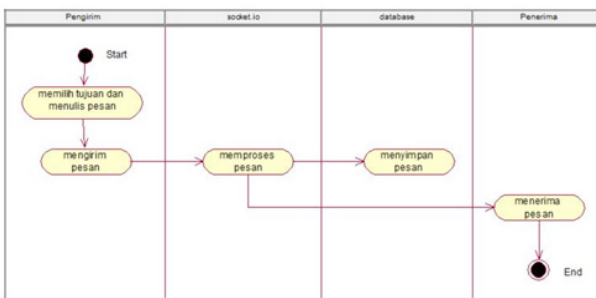 Pengirim
socket.io
database
Penerima
Start
memilih tujuan dan
menulis pesan
mengirim
pesan
memproses
pesan
menyimpan
pesan
menerima
pesan
End